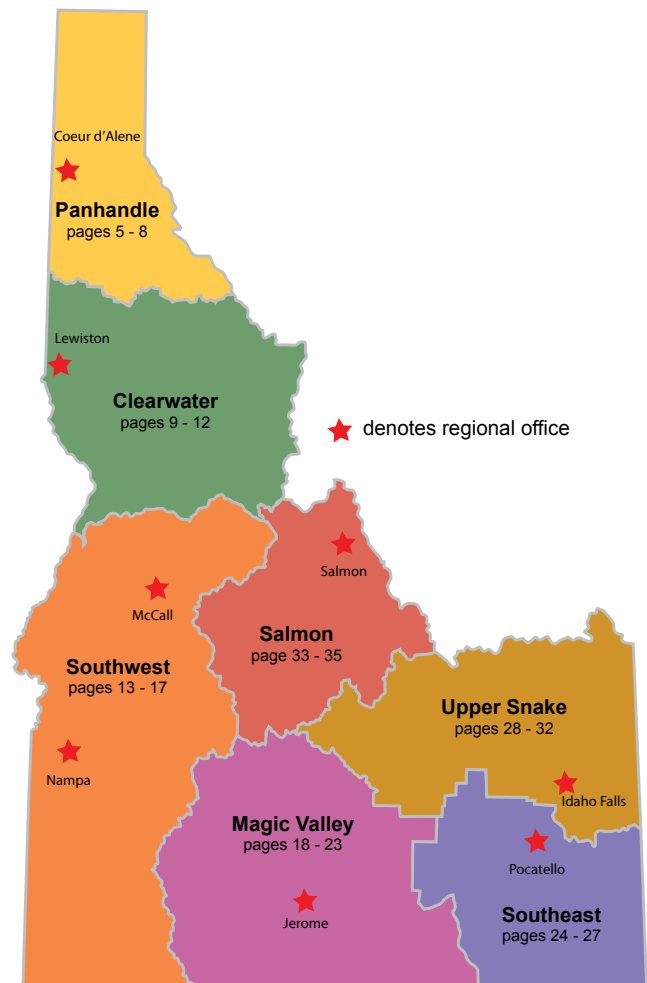 Coeur d'Alene
Panhandle
pages 5 - 8
Lewiston
Clearwater
pages 9 - 12
denotes regional office
Salmon
McCall
Salmon
page 33 - 35
Southwest
pages 13 - 17
Upper Snake
pages 28 - 32
Nampa
Idaho Falls
Magic Valley
pages 18 - 23
Pocatello
Jerome
Southeast
pages 24 - 27